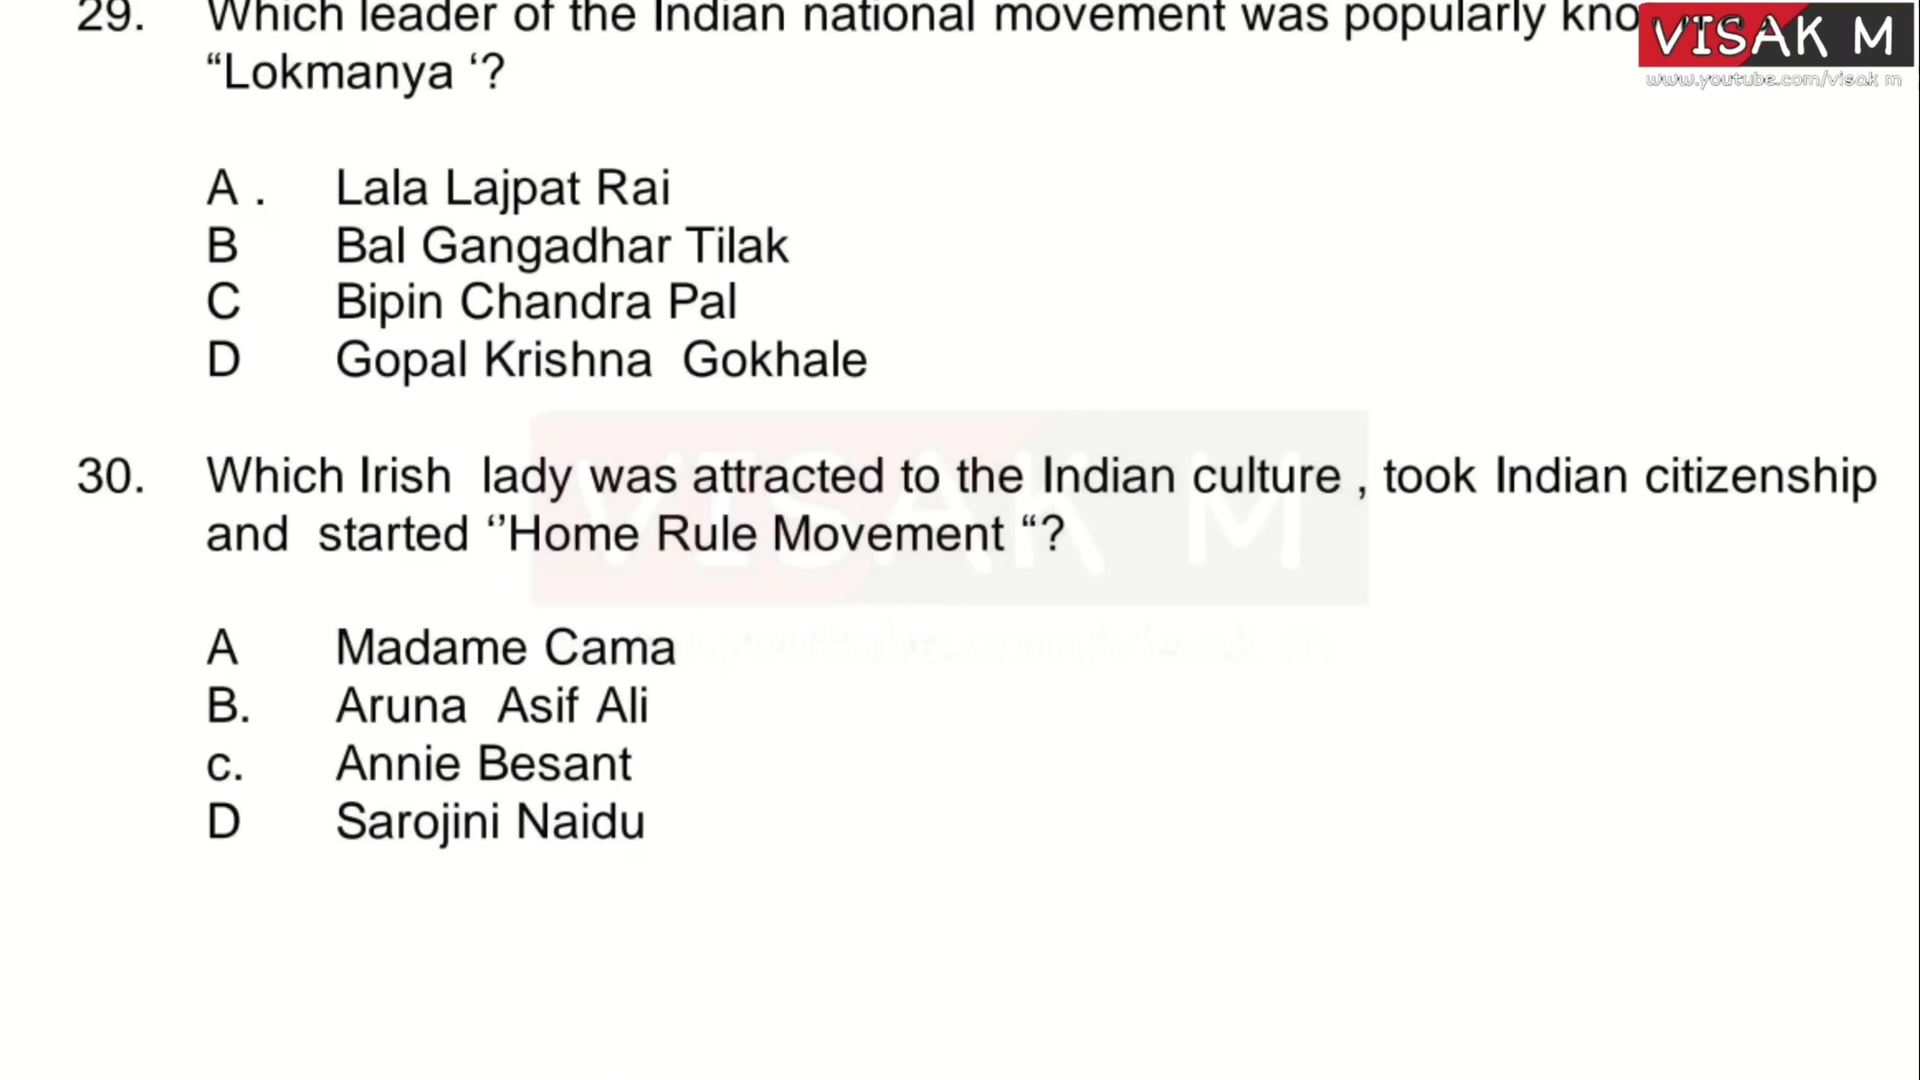 29. Which leader of the Indian national movement was popularly
VISAK M
www.youtube.com/visak m
“Lokmanya ‘?
A . Lala Lajpat Rai
B Bal Gangadhar Tilak
C Bipin Chandra Pal
D Gopal Krishna Gokhale
30. Which Irish lady was attracted to the Indian culture , took Indian citizenship
and started ‘’Home Rule Movement “?
VISAK M
A Madame Cama
B. Aruna Asif Ali
c. Annie Besant
D Sarojini Naidu